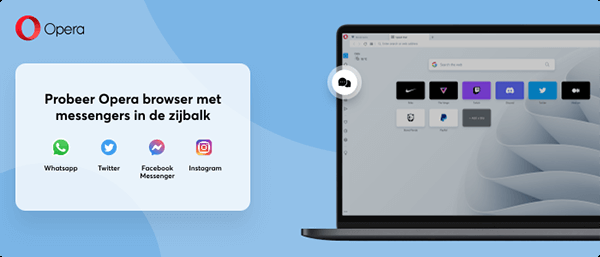 Opera
Probeer Opera browser met
messengers in de zijbalk
Whatsapp
Twitter
Facebook
Messenger
Instagram